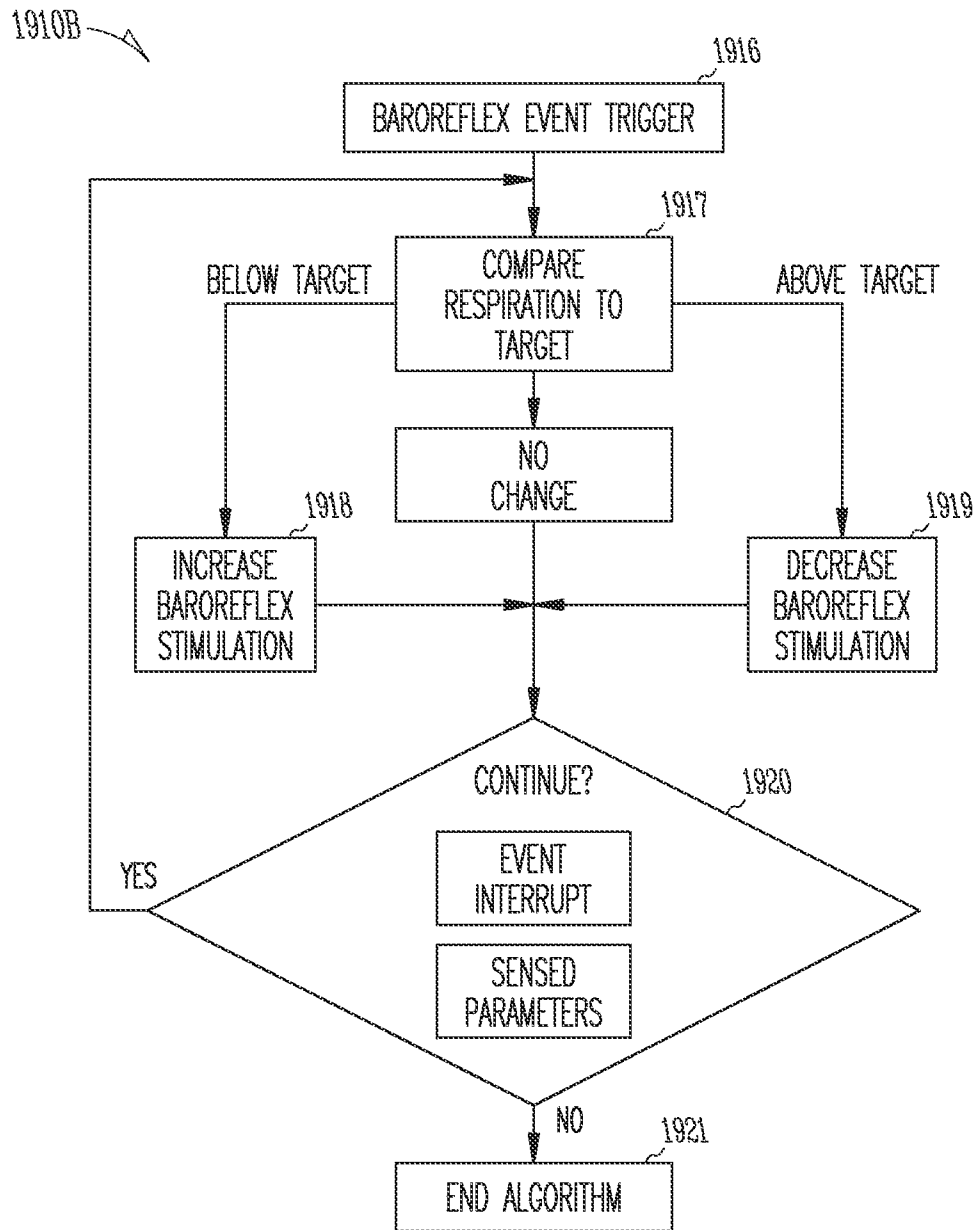 1910B
1916
BAROREFLEX EVENT TRIGGER
1917
COMPARE
RESPIRATION TO
TARGET
BELOW TARGET
ABOVE TARGET
NO
CHANGE
1918
INCREASE
BAROREFLEX
STIMULATION
1919
DECREASE
BAROREFLEX
STIMULATION
CONTINUE?
1920
EVENT
INTERRUPT
YES
SENSED
PARAMETERS
NO
1921
END ALGORITHM